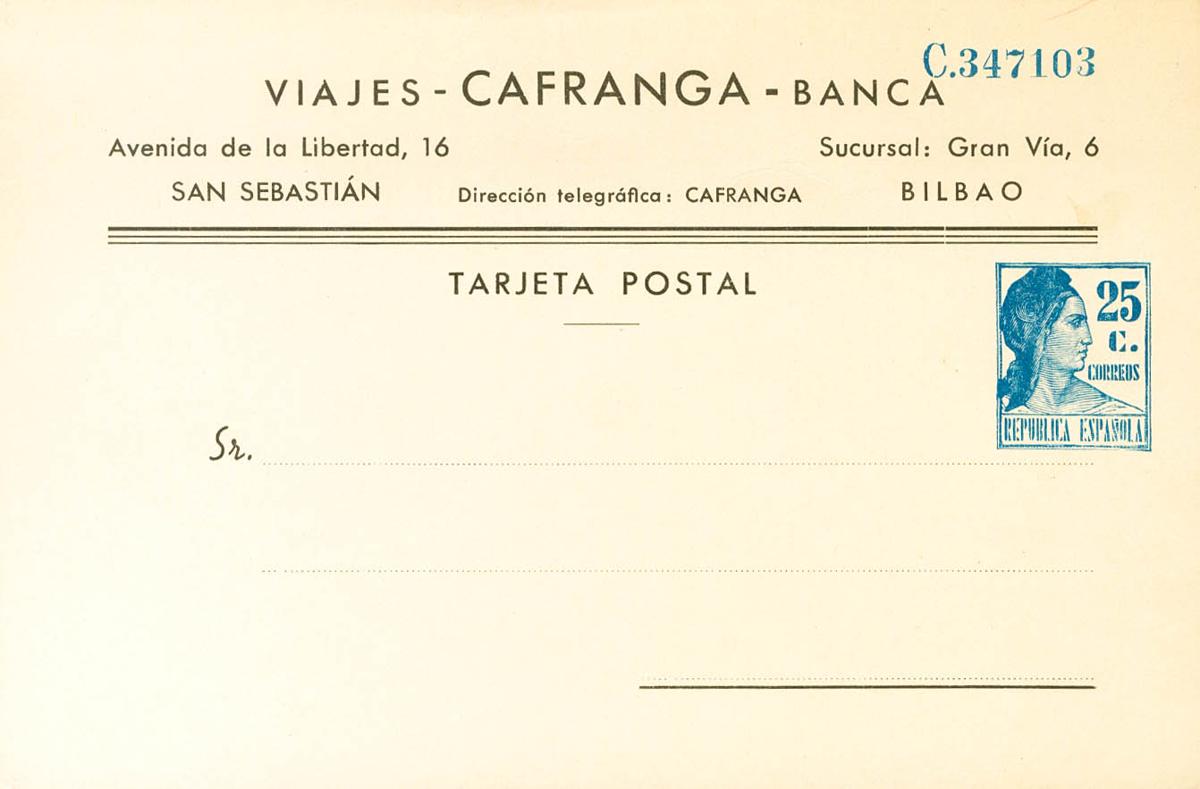 C.347103
VIAJES - CAFRANGA - BANCA
Avenida de la Libertad, 16 Sucursal: Gran Vía, 6
SAN SEBASTIÁN Dirección telegráfica: CAFRANGA BILBAO
TARJETA POSTAL
25
C.
CORREOS
REPUBLICA ESPAÑOLA
Sr.